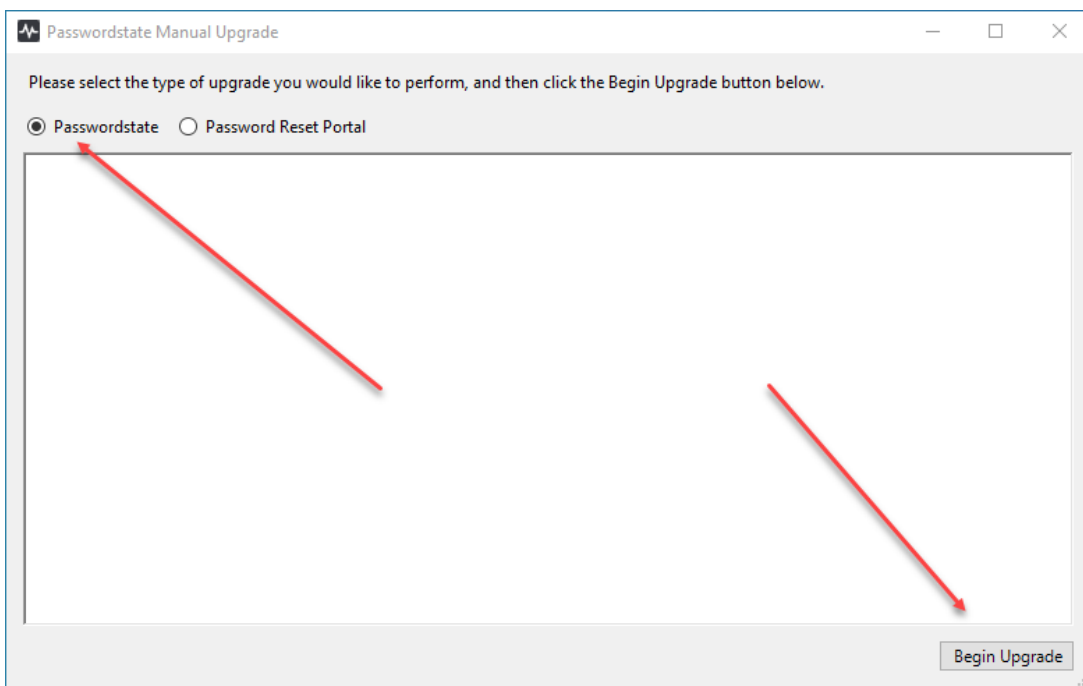 Passwordstate Manual Upgrade
Please select the type of upgrade you would like to perform, and then click the Begin Upgrade button below.
Passwordstate Password Reset Portal
Begin Upgrade